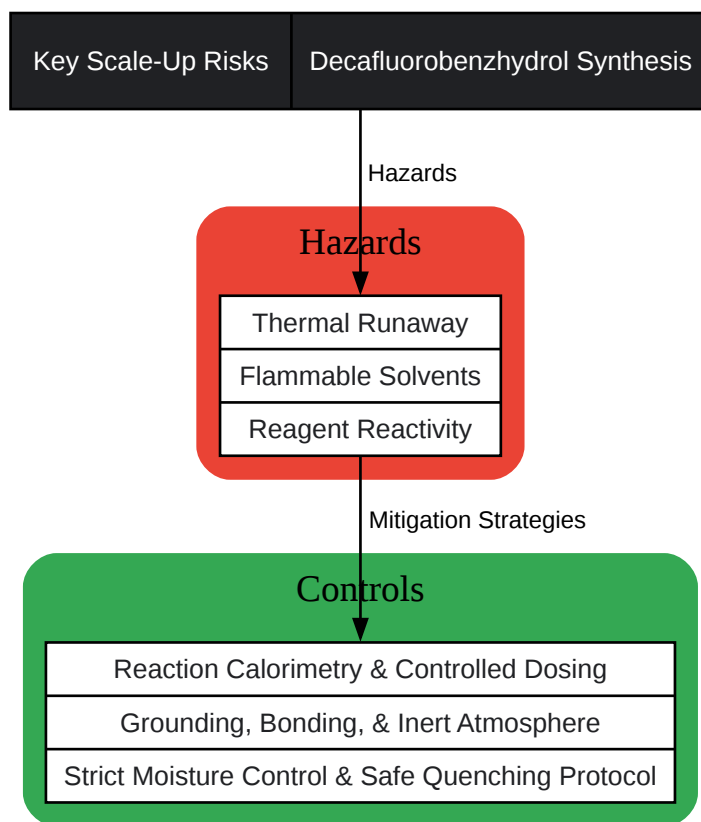 Key Scale-Up Risks
Decafluorobenzhydrol Synthesis
Hazards
Hazards
Thermal Runaway
Flammable Solvents
Reagent Reactivity
Mitigation Strategies
Controls
Reaction Calorimetry & Controlled Dosing
Grounding, Bonding, & Inert Atmosphere
Strict Moisture Control & Safe Quenching Protocol